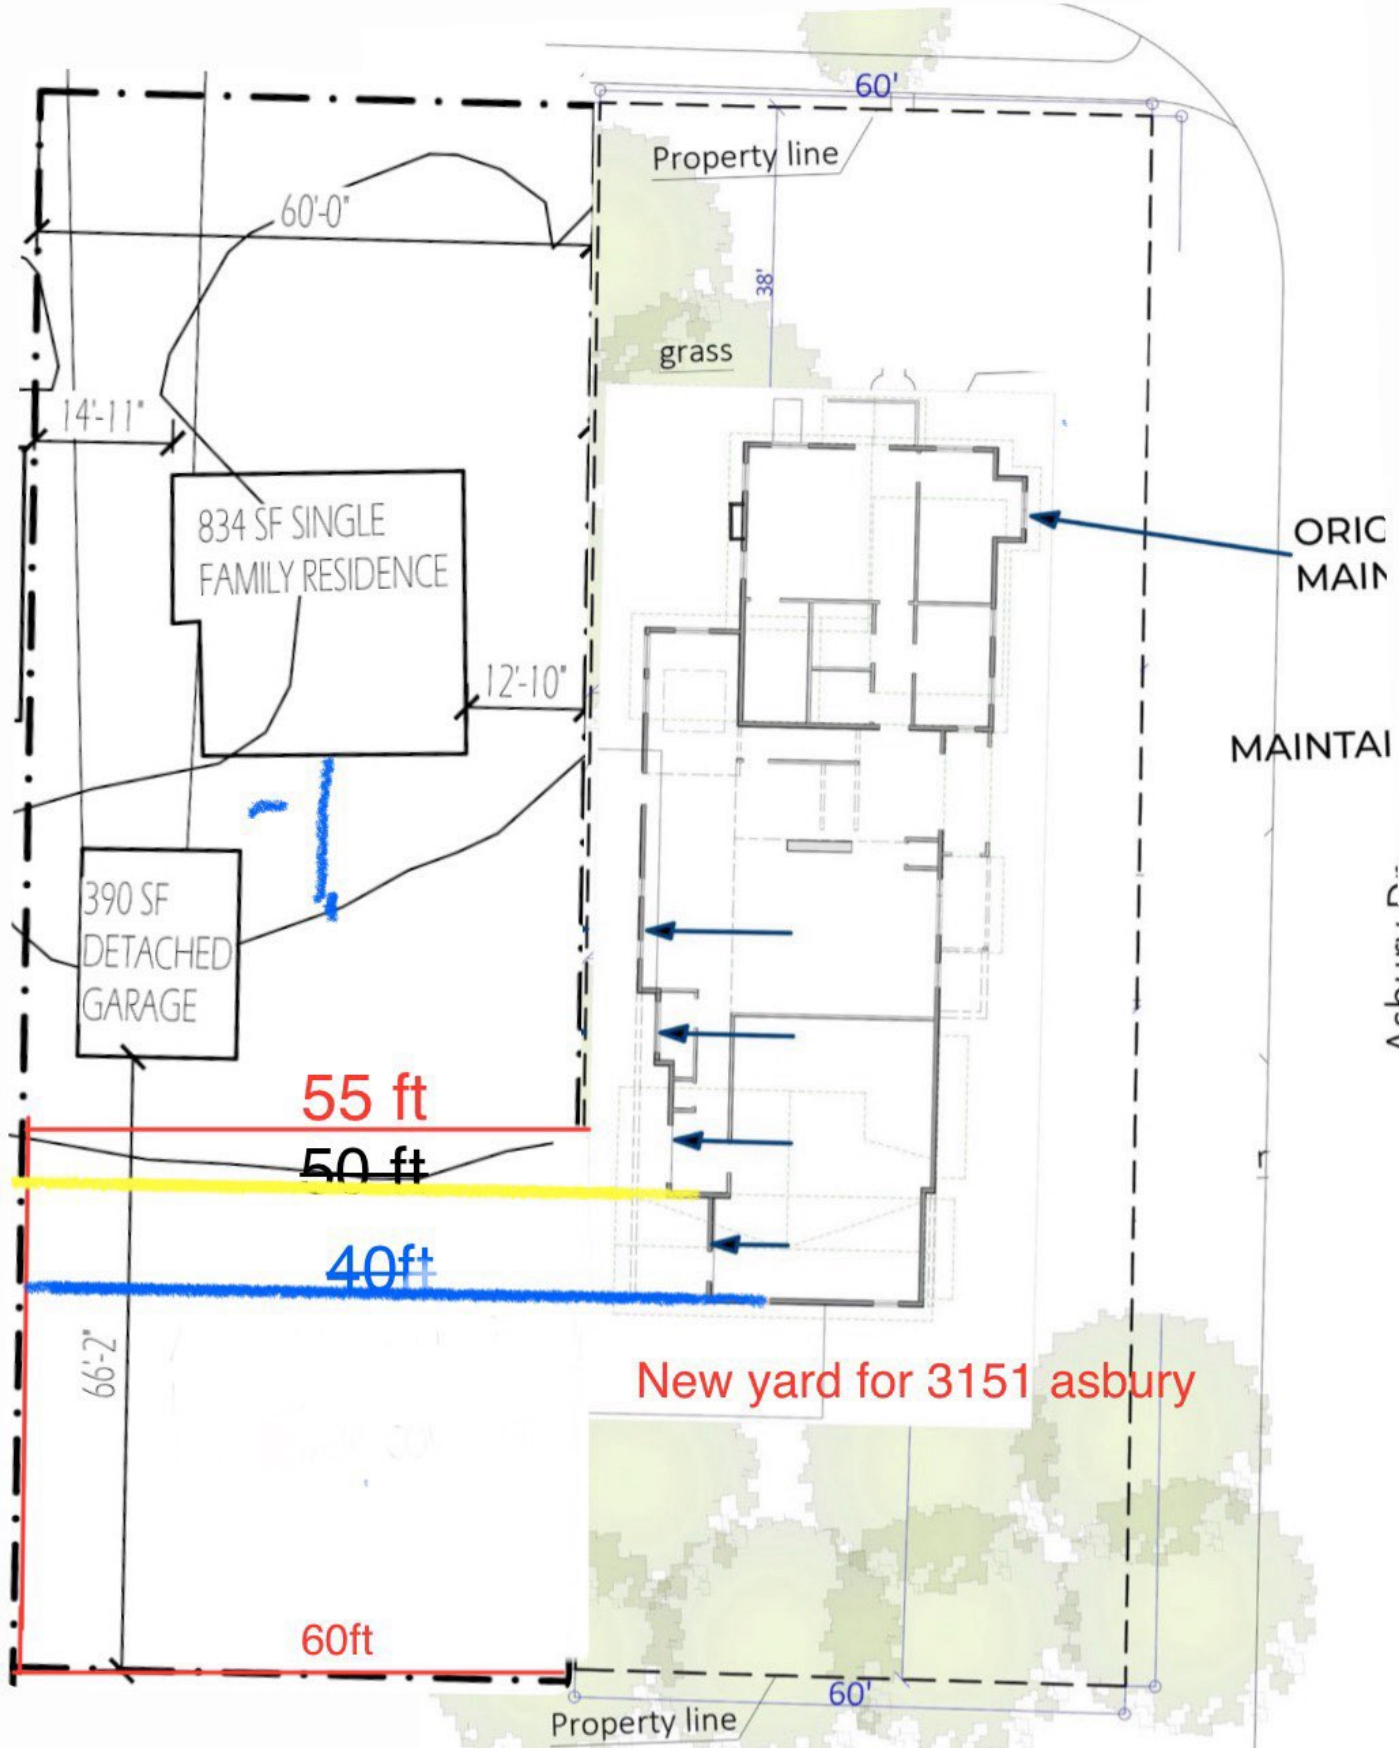 60'
Property line
60'-0"
38'
grass
14'-11"
834 SF SINGLE
FAMILY RESIDENCE
ORIG
MAIN
12'-10"
MAINTAI
390 SF
DETACHED
GARAGE
55 ft
50 ft
40ft
66'-2"
New yard for 3151 asbury
60ft
60'
Property line